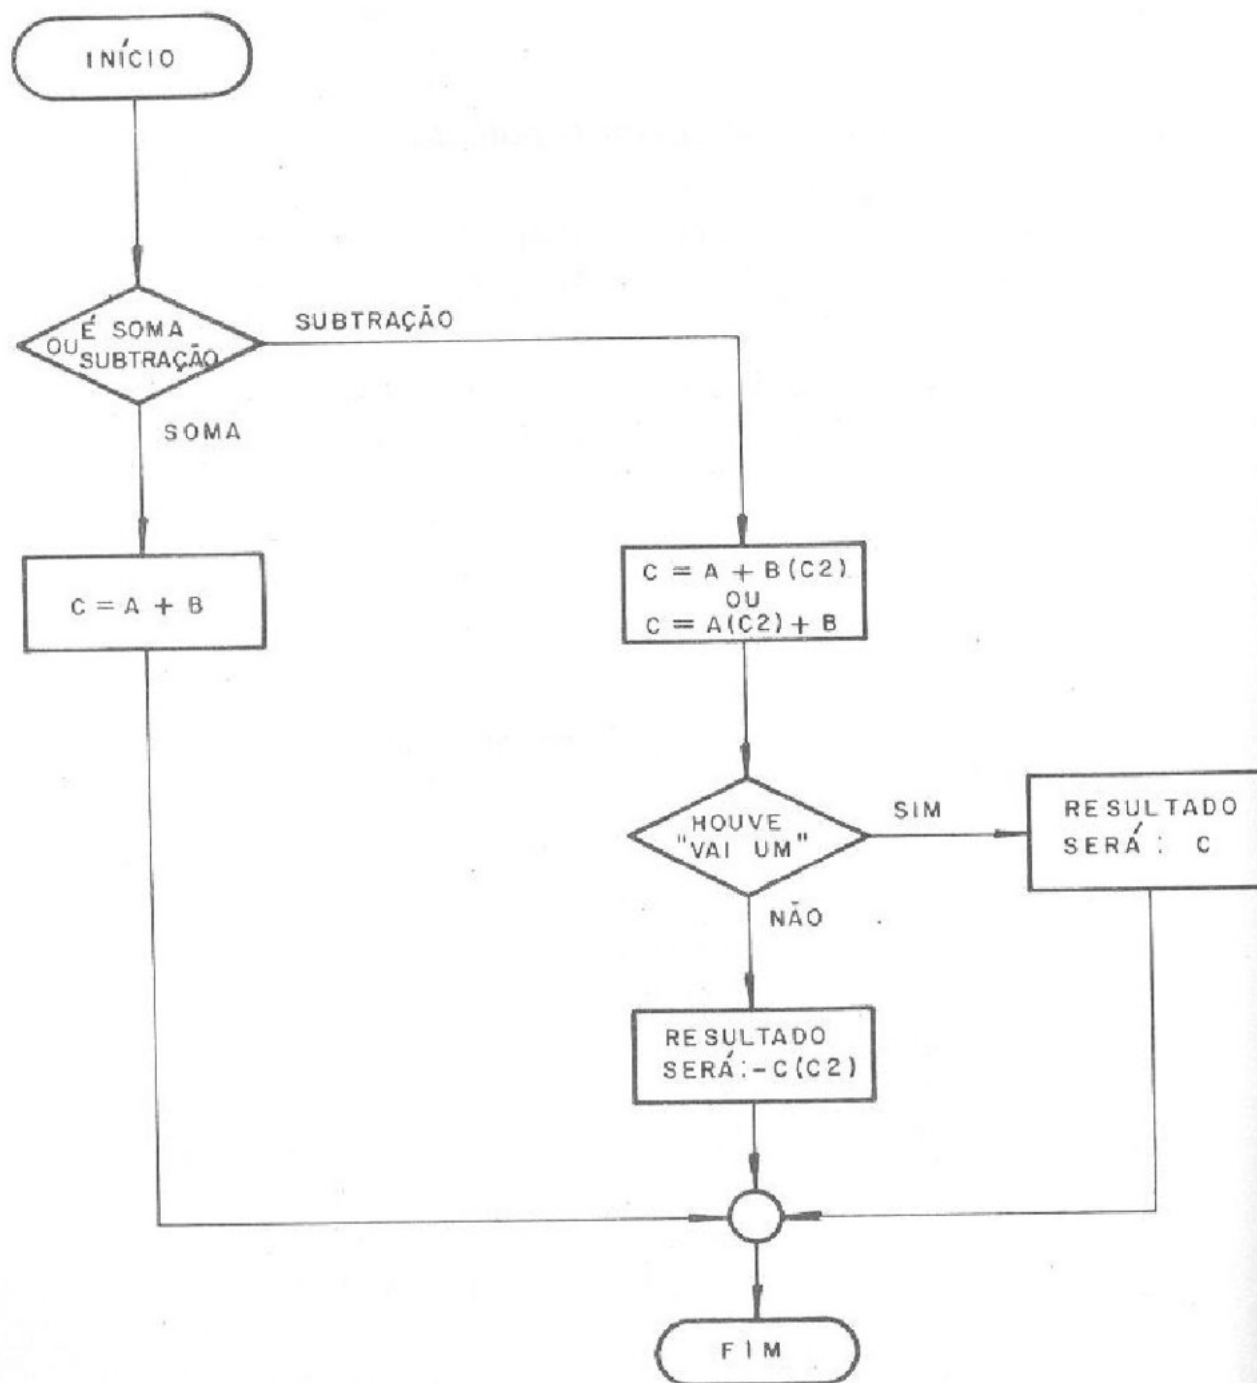 INÍCIO
É SOMA
OU SUBTRAÇÃO
SUBTRAÇÃO
SOMA
C = A + B
C = A + B(C2)
OU
C = A(C2) + B
HOUVE
"VAI UM"
SIM
RESULTADO
SERÁ: C
NÃO
RESULTADO
SERÁ:-C(C2)
FIM